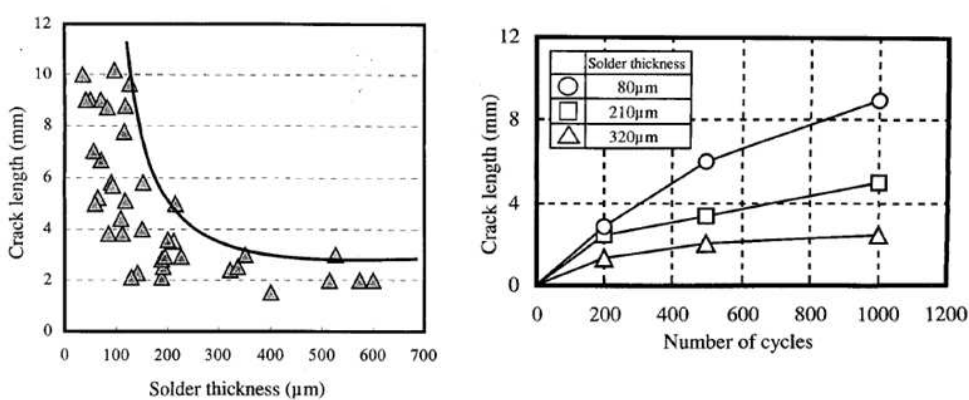 12
10
8
6
4
2
0
0 100 200 300 400 500 600 700
Crack length (mm)
Solder thickness (µm)
12
8
4
0
0 200 400 600 800 1000 1200
Crack length (mm)
Number of cycles
Solder thickness
80µm
210µm
320µm